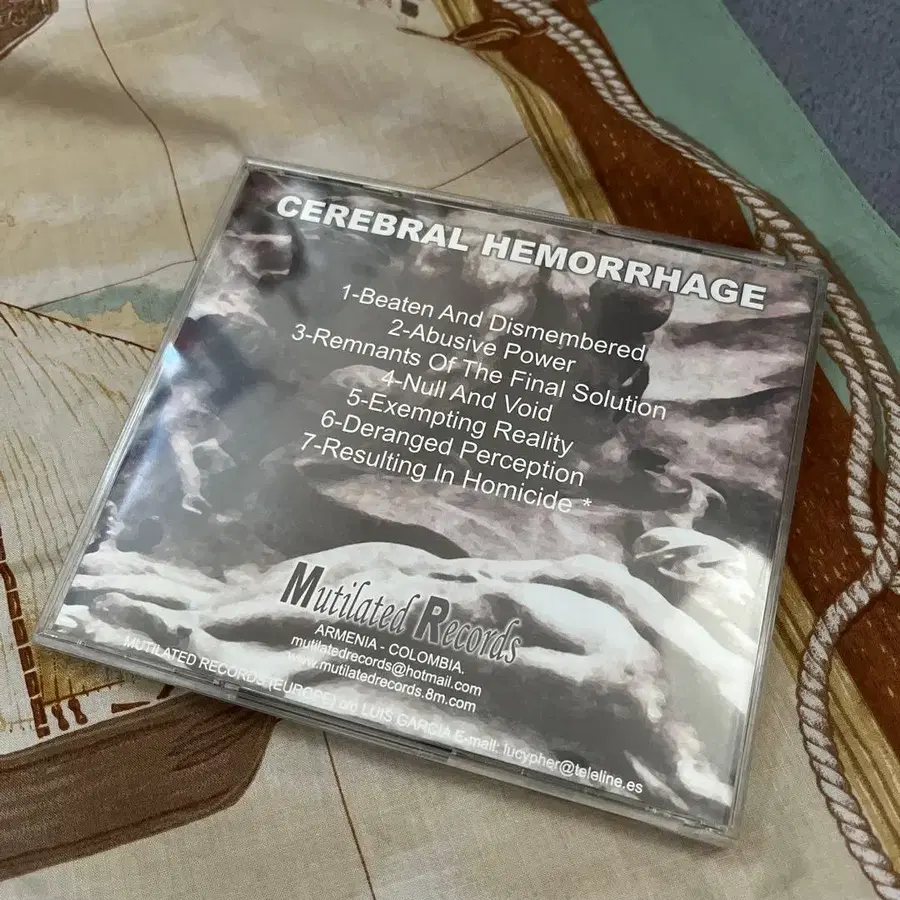 CEREBRAL HEMORRHAGE
1-Beaten And Dismembered
2-Abusive Power
3-Remnants Of The Final Solution
4-Null And Void
5-Exempting Reality
6-Deranged Perception
7-Resulting In Homicide *
Mutilated Records
ARMENIA - COLOMBIA.
mutilatedrecords@hotmail.com
www.mutilatedrecords.8m.com
MUTILATED RECORDS (EUROPE) c/o LUIS GARCIA E-mail: lucypher@teleline.es